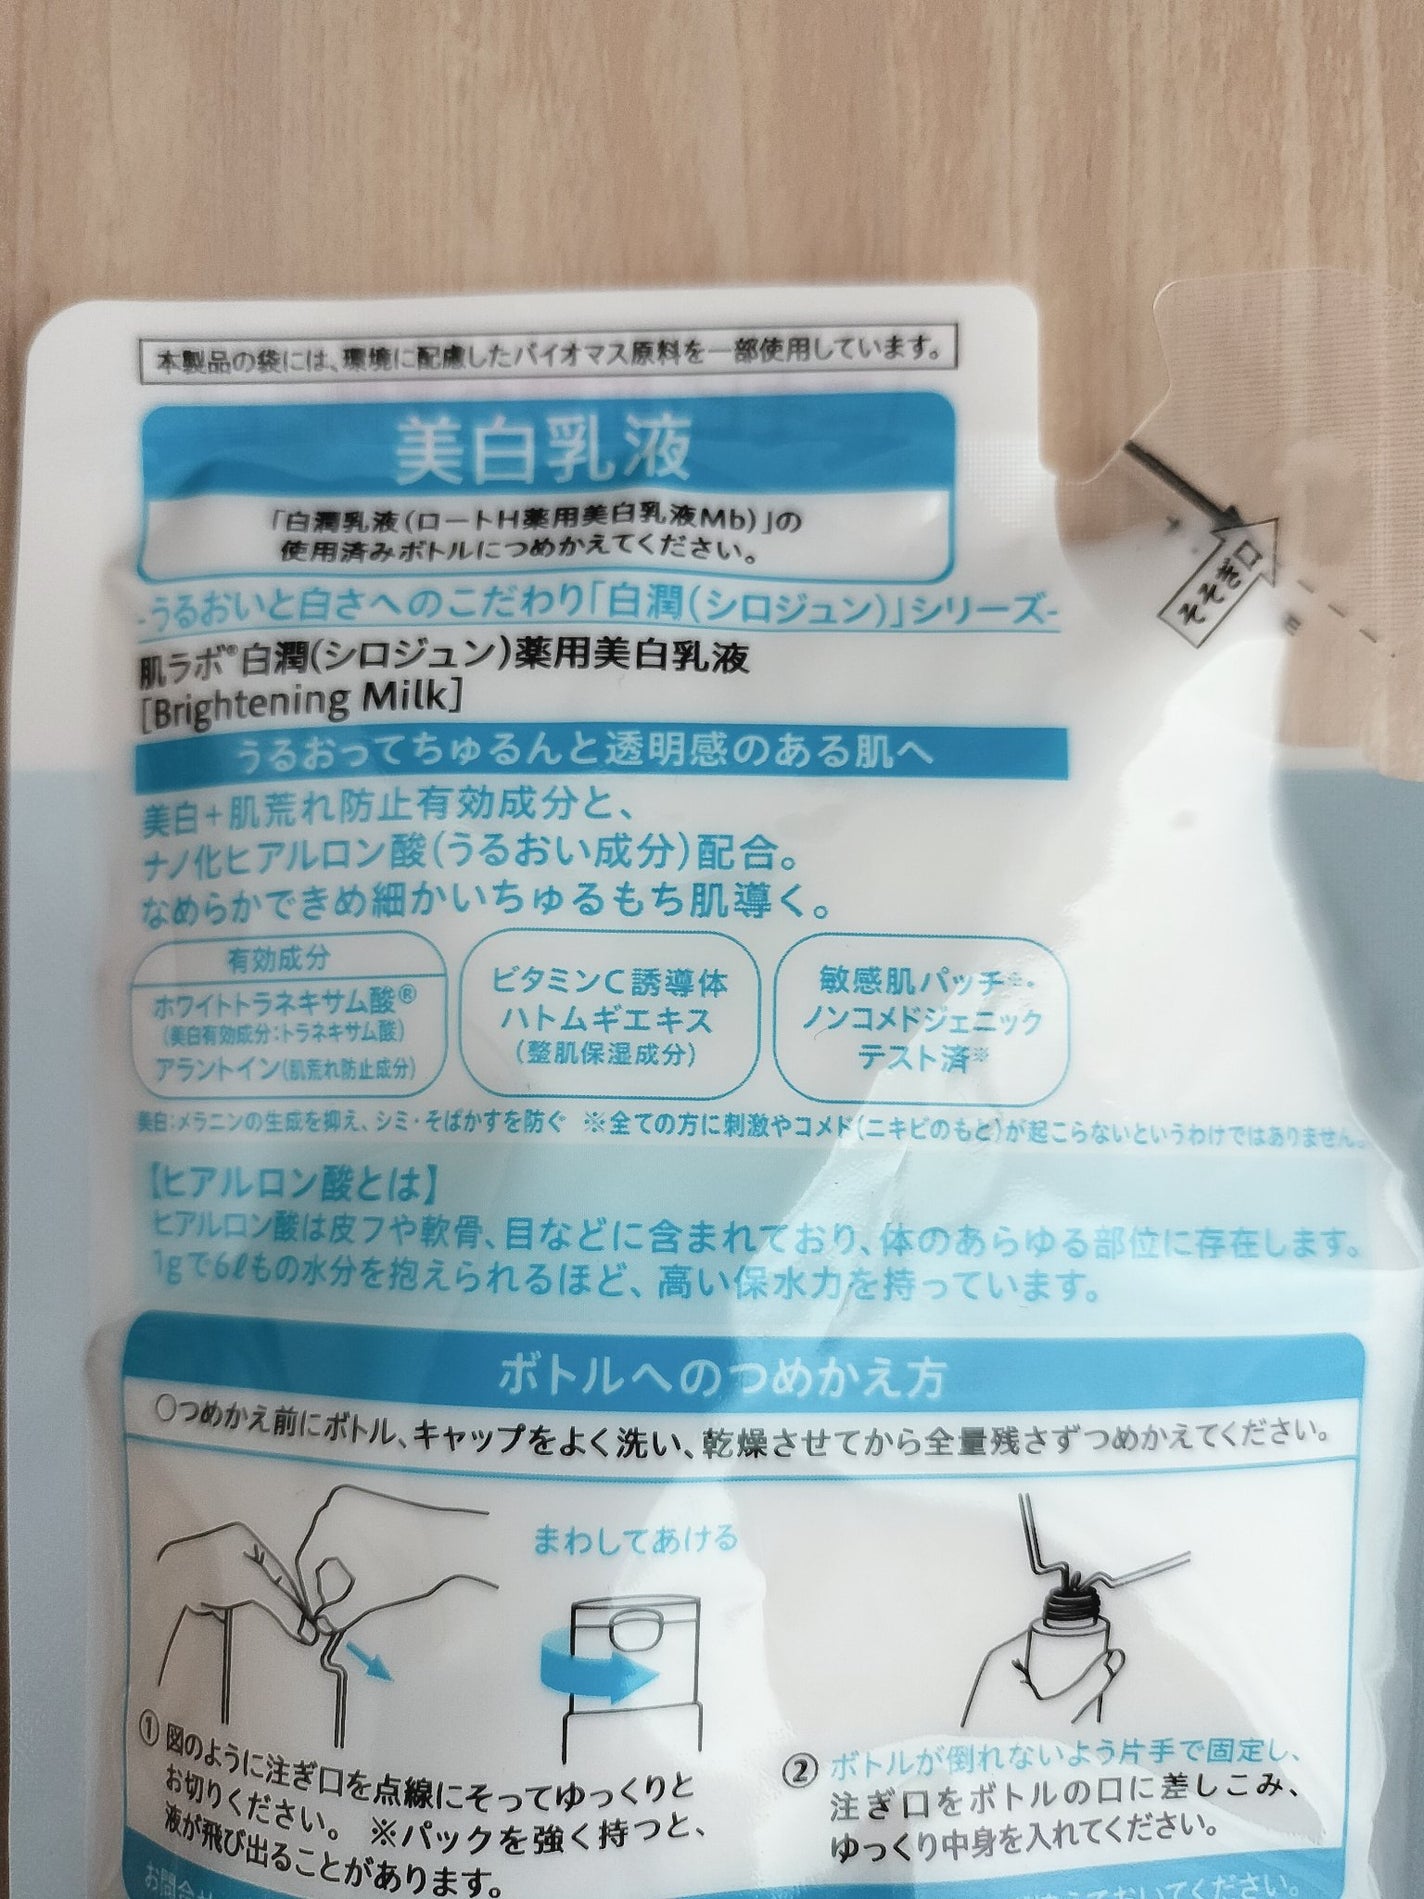 本製品の袋には、環境に配慮したバイオマス原料を一部使用しています。
美白乳液
「白潤乳液(ロートH薬用美白乳液Mb)」の
使用済みボトルにつめかえてください。
そそぎ口
-うるおいと白さへのこだわり「白潤(シロジュン)」シリーズ-
肌ラボ®白潤(シロジュン)薬用美白乳液
[Brightening Milk]
うるおってちゅるんと透明感のある肌へ
美白+肌荒れ防止有効成分と、
ナノ化ヒアルロン酸(うるおい成分)配合。
なめらかできめ細かいちゅるもち肌導く。
有効成分
ホワイトトラネキサム酸®
(美白有効成分:トラネキサム酸)
アラントイン(肌荒れ防止成分)
ビタミンC誘導体
ハトムギエキス
(整肌保湿成分)
敏感肌パッチ※・
ノンコメドジェニック
テスト済※
美白:メラニンの生成を抑え、シミ・そばかすを防ぐ ※全ての方に刺激やコメド(ニキビのもと)が起こらないというわけではありません。
【ヒアルロン酸とは】
ヒアルロン酸は皮フや軟骨、目などに含まれており、体のあらゆる部位に存在します。
1gで6ℓもの水分を抱えられるほど、高い保水力を持っています。
ボトルへのつめかえ方
○つめかえ前にボトル、キャップをよく洗い、乾燥させてから全量残さずつめかえてください。
まわしてあける
① 図のように注ぎ口を点線にそってゆっくりと
お切りください。 ※パックを強く持つと、
液が飛び出ることがあります。
② ボトルが倒れないよう片手で固定し、
注ぎ口をボトルの口に差しこみ、
ゆっくり中身を入れてください。